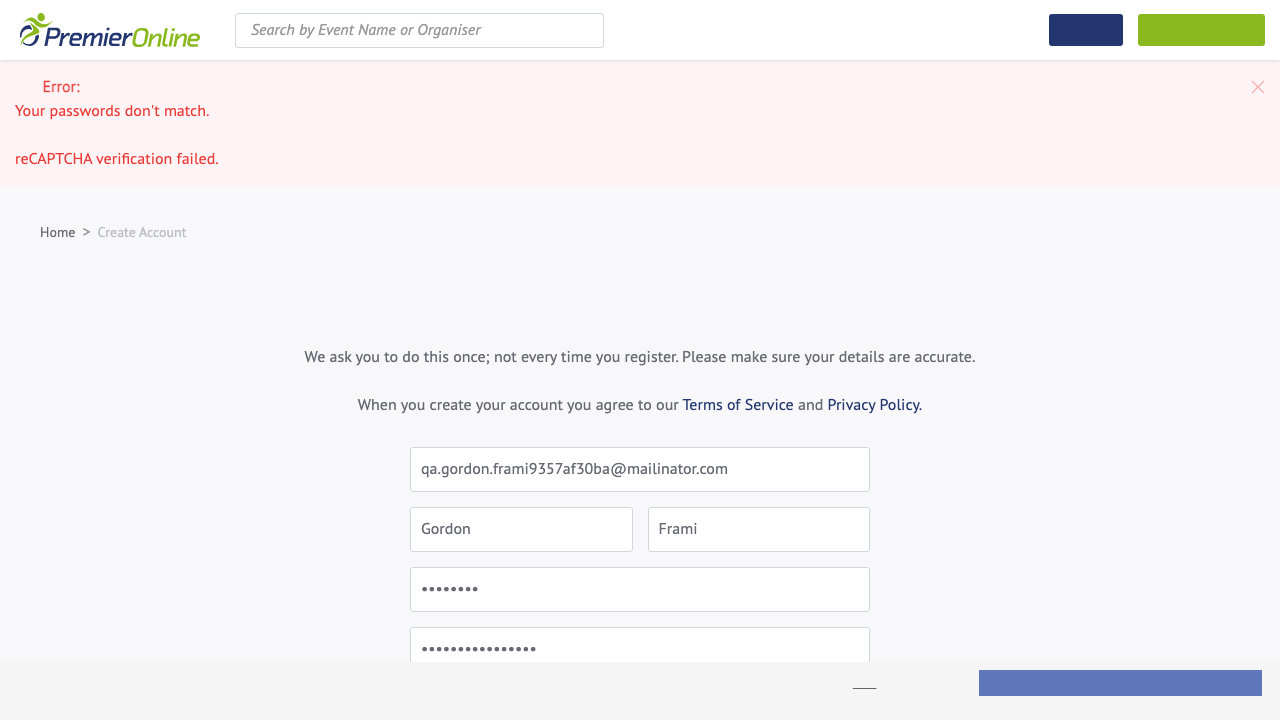 PremierOnline
Search by Event Name or Organiser
Error:
Your passwords don't match.
reCAPTCHA verification failed.
Home > Create Account
We ask you to do this once; not every time you register. Please make sure your details are accurate.
When you create your account you agree to our Terms of Service and Privacy Policy.
qa.gordon.frami9357af30ba@mailinator.com
Gordon
Frami
••••••••
••••••••••••••••